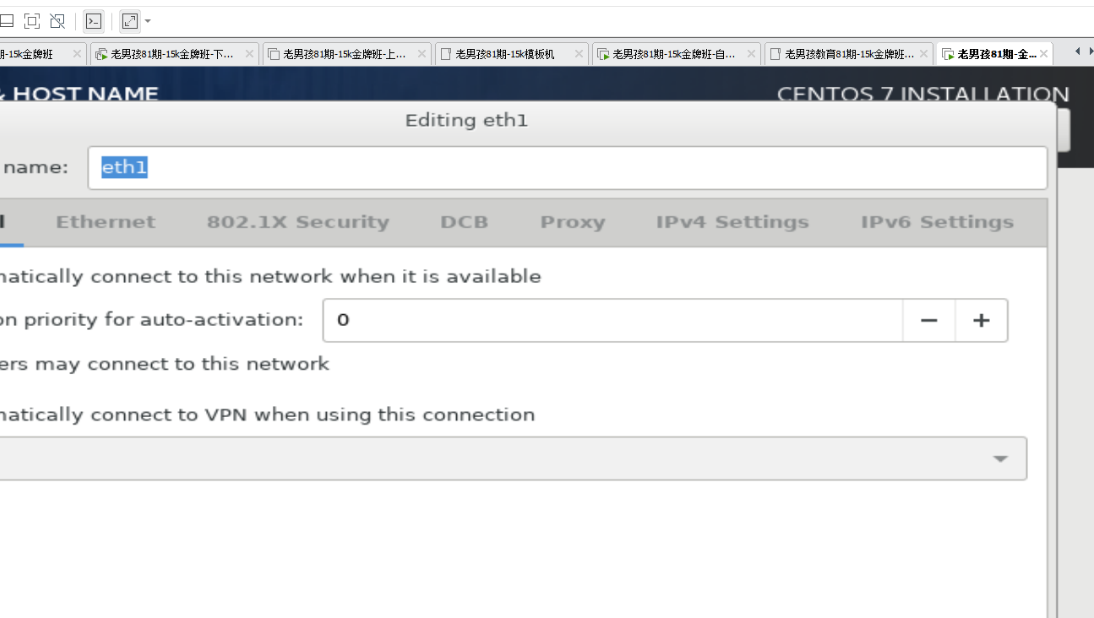 期-15k金牌班
老男孩81期-15k金牌班-下...
老男孩81期-15k金牌班-上...
老男孩81期-15k模板机
老男孩81期-15k金牌班-自...
老男孩教育81期-15k金牌班...
老男孩81期-金...
& HOST NAME
CENTOS 7 INSTALLATION
Editing eth1
name:
eth1
Ethernet
802.1X Security
DCB
Proxy
IPv4 Settings
IPv6 Settings
matically connect to this network when it is available
on priority for auto-activation:
0
ers may connect to this network
matically connect to VPN when using this connection